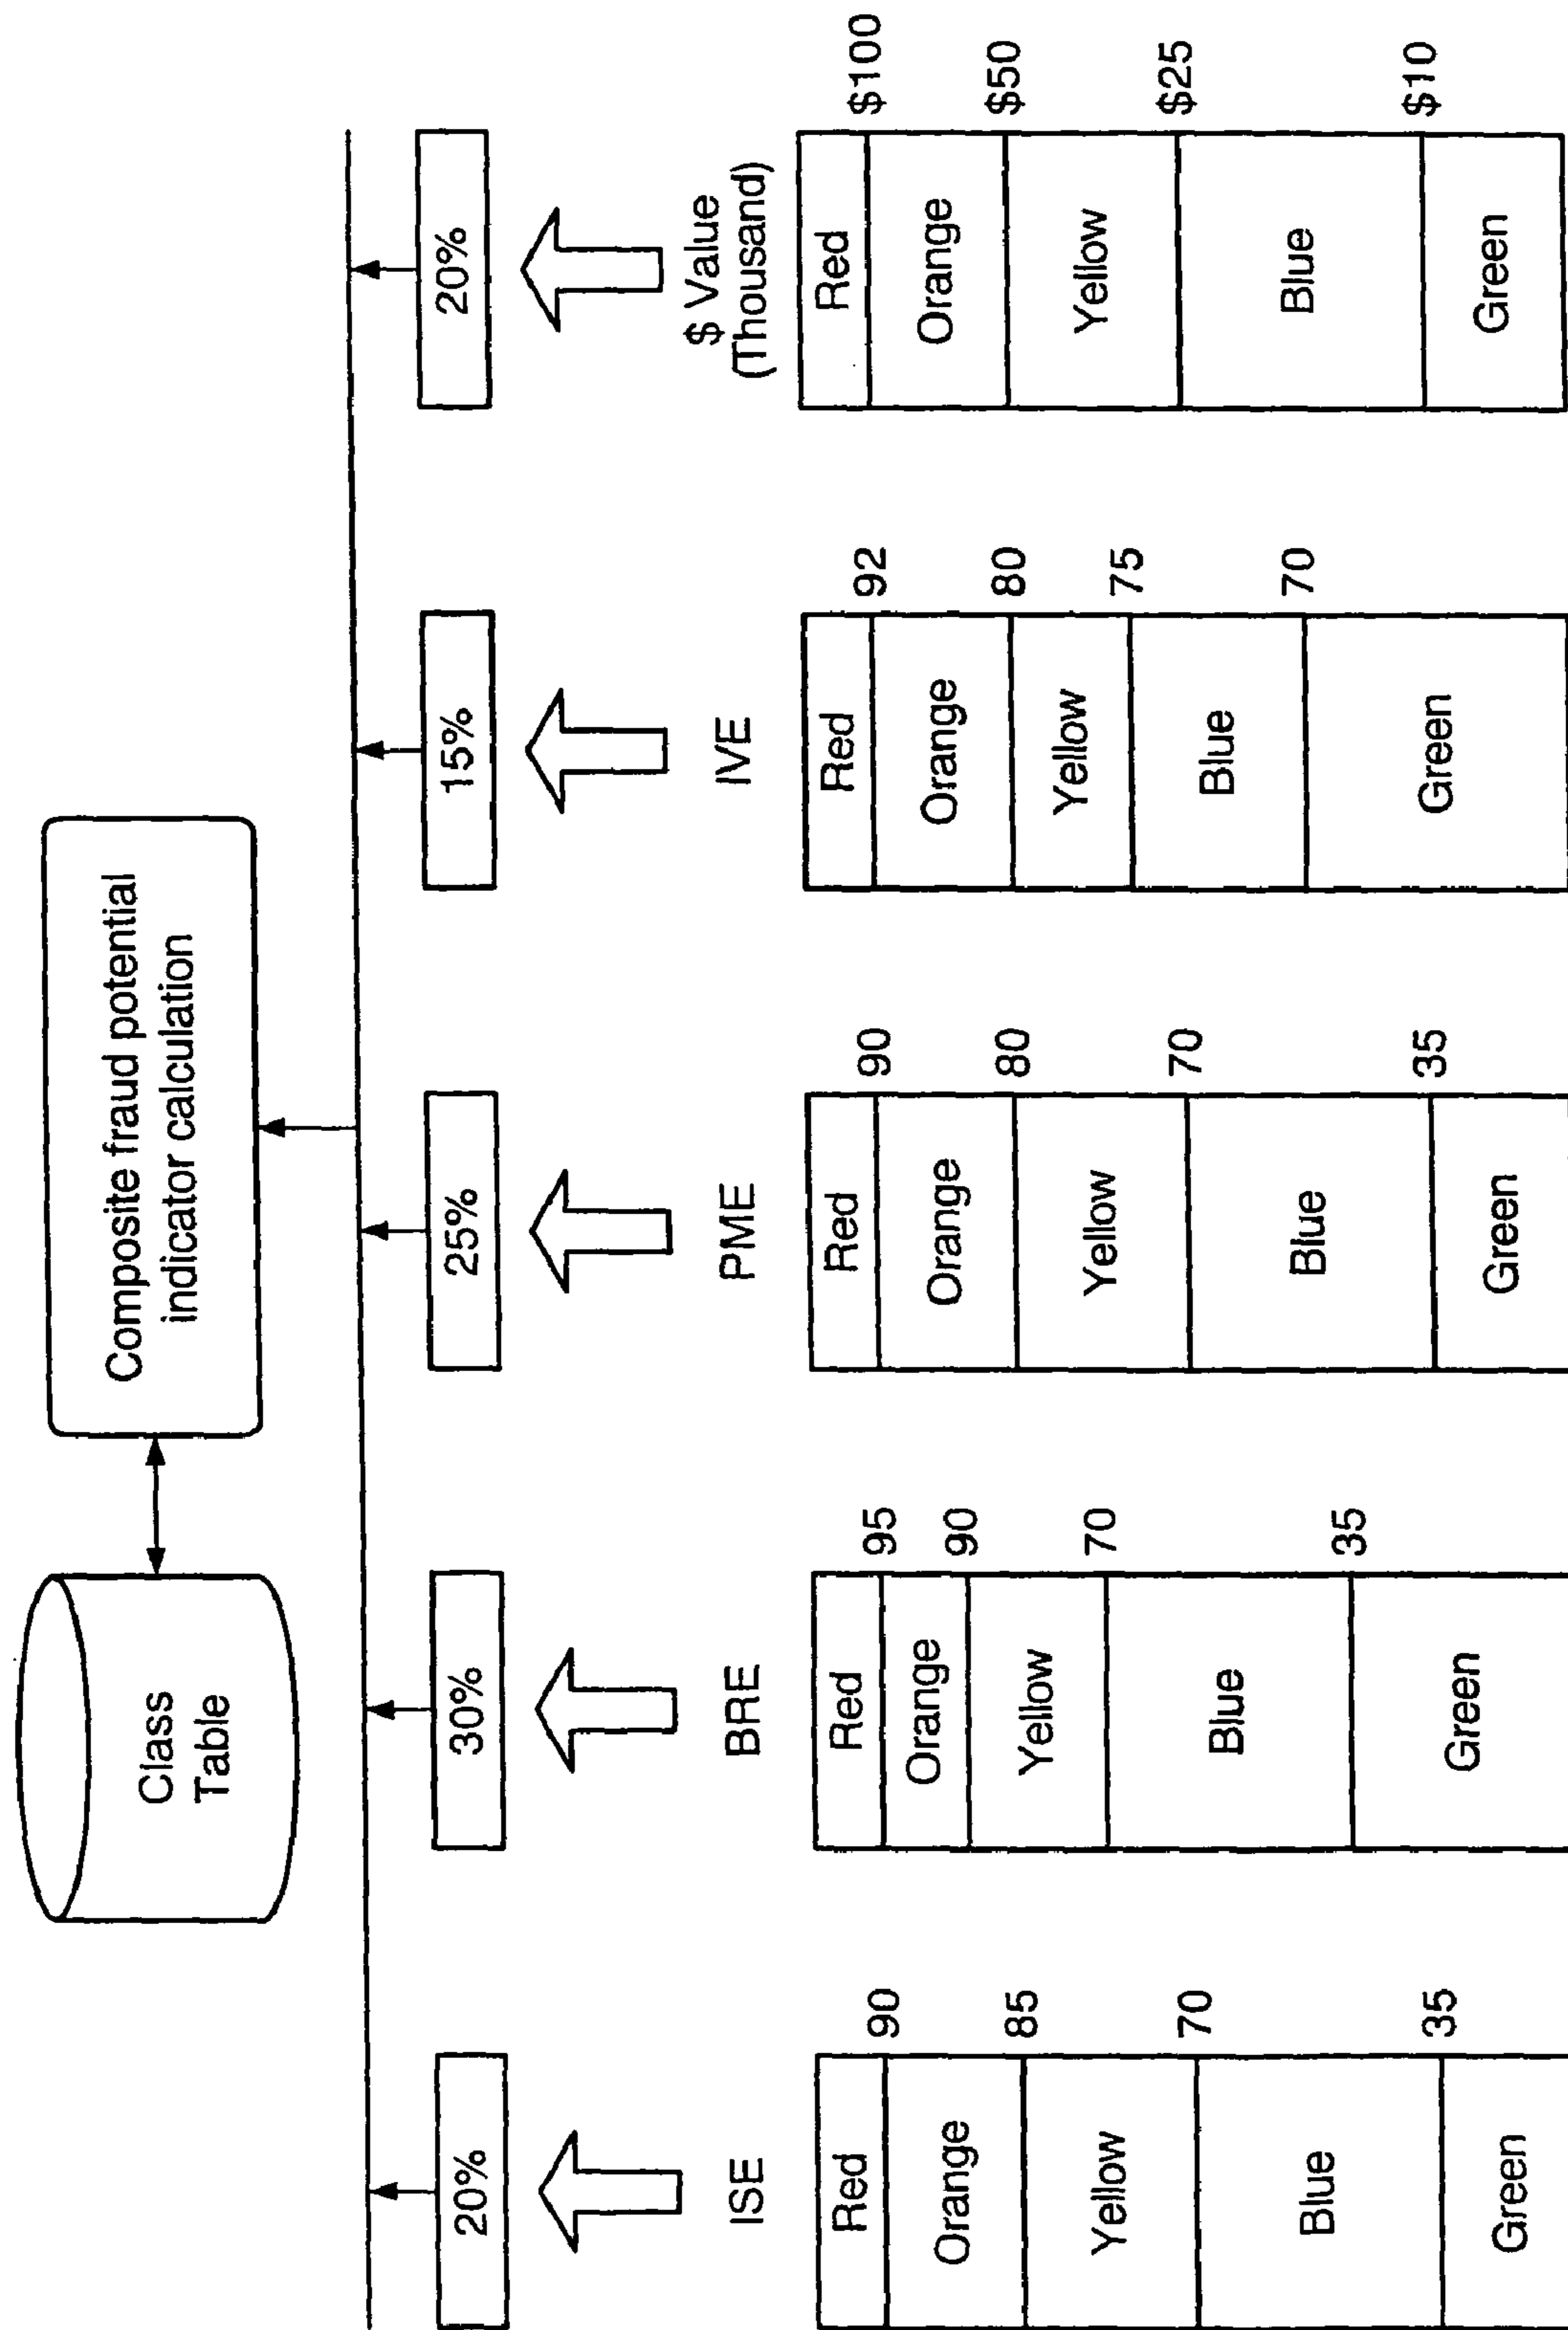 Class
Table
Composite fraud potential
indicator calculation
20%
30%
25%
15%
20%
ISE
BRE
PME
IVE
$ Value
(Thousand)
Red
90
Orange
85
Yellow
70
Blue
35
Green
Red
95
Orange
90
Yellow
70
Blue
35
Green
Red
90
Orange
80
Yellow
70
Blue
35
Green
Red
92
Orange
80
Yellow
75
Blue
70
Green
Red
$100
Orange
$50
Yellow
$25
Blue
$10
Green